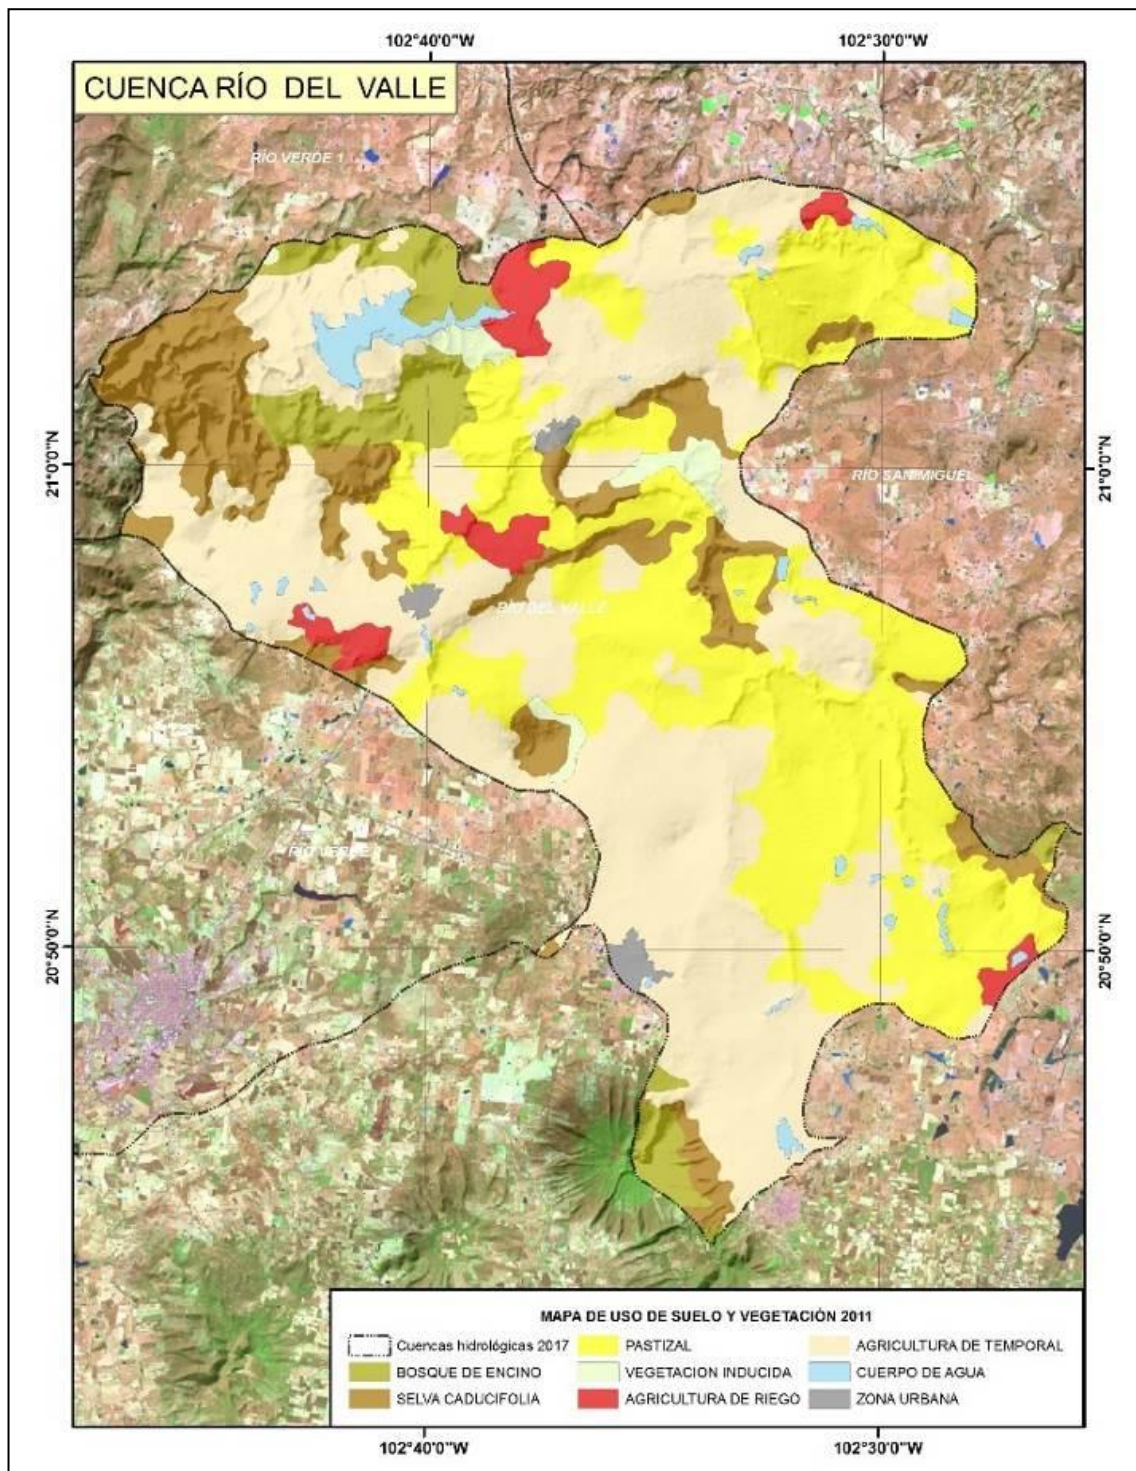 102°40'0"W 102°30'0"W
CUENCA RÍO DEL VALLE
RÍO VERDE 1
21°0'0"N
RÍO SAN MIGUEL
21°0'0"N
RÍO DEL VALLE
RÍO VERDE
20°50'0"N
20°50'0"N
MAPA DE USO DE SUELO Y VEGETACIÓN 2011
Cuencas hidrológicas 2017 PASTIZAL AGRICULTURA DE TEMPORAL
BOSQUE DE ENCINO VEGETACION INDUCIDA CUERPO DE AGUA
SELVA CADUCIFOLIA AGRICULTURA DE RIEGO ZONA URBANA
102°40'0"W 102°30'0"W